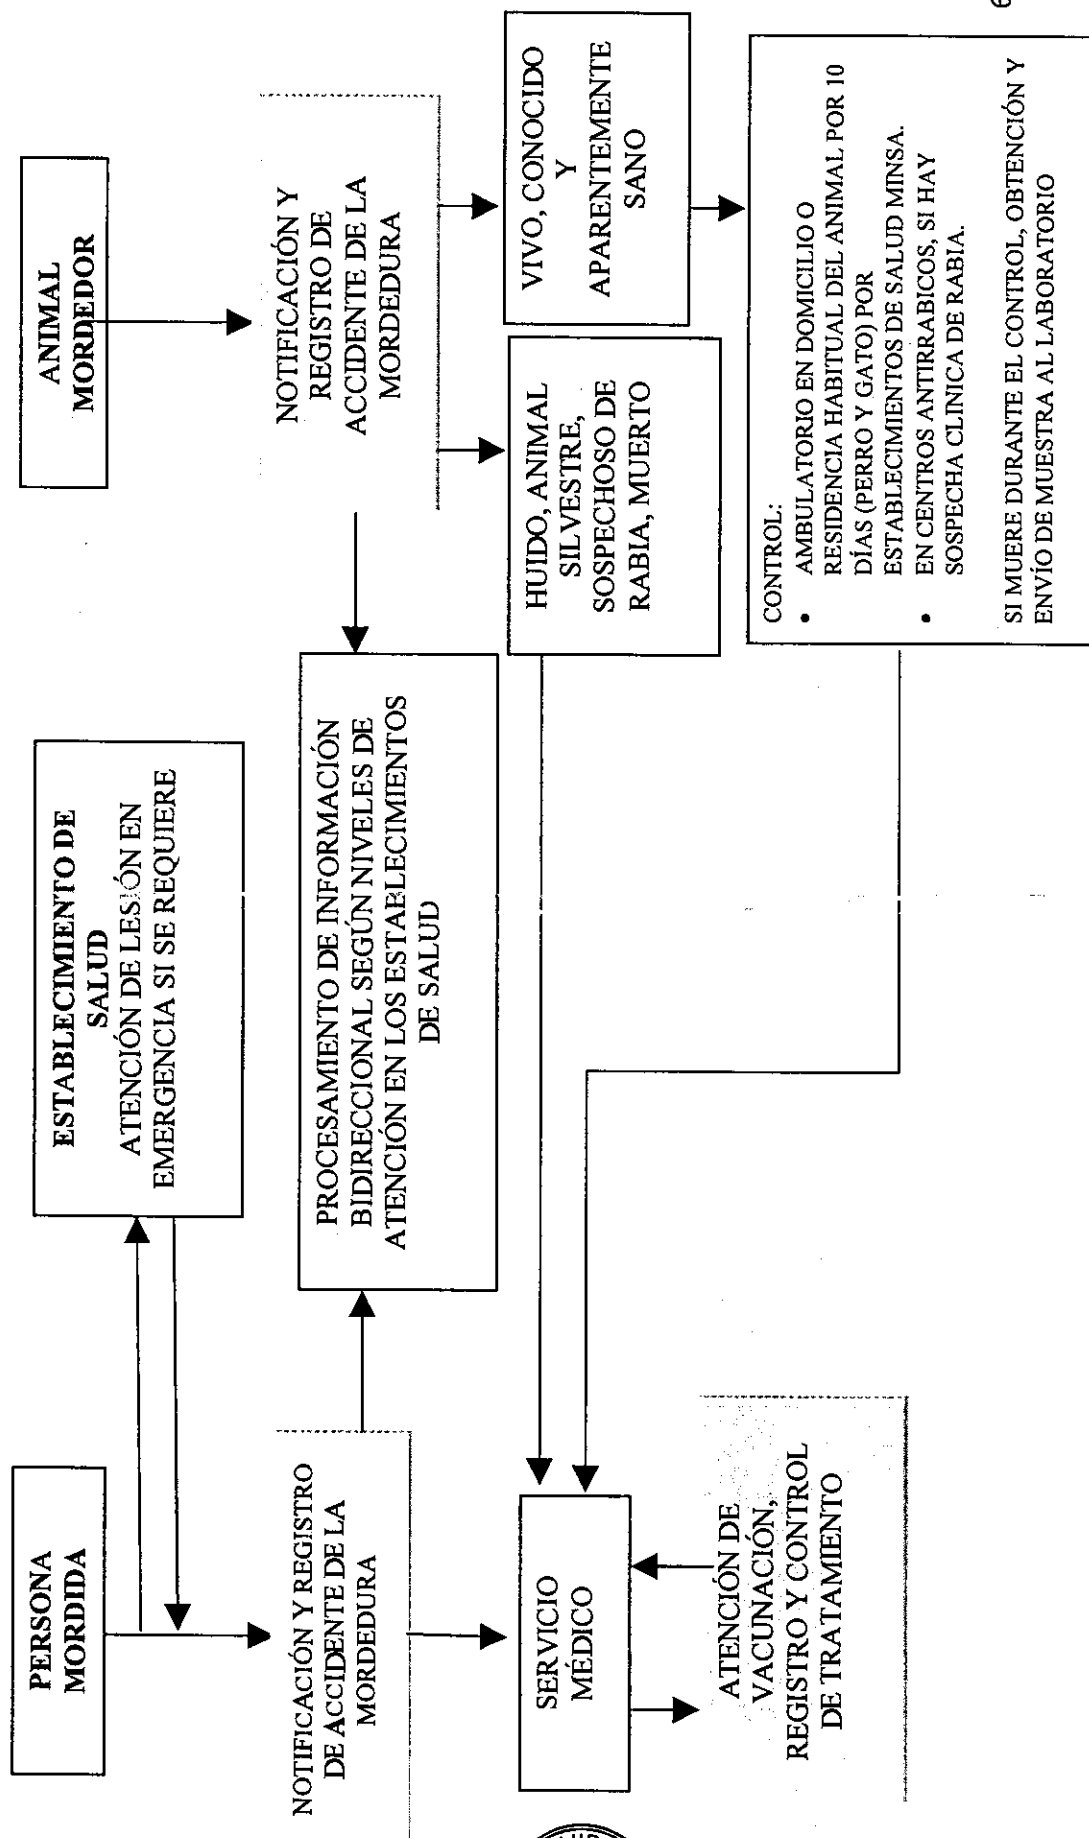 PERSONA
MORDIDA
ESTABLECIMIENTO DE
SALUD
ATENCIÓN DE LESIÓN EN
EMERGENCIA SI SE REQUIERE
ANIMAL
MORDEDOR
NOTIFICACIÓN Y REGISTRO
DE ACCIDENTE DE LA
MORDEDURA
PROCESAMIENTO DE INFORMACIÓN
BIDIRECCIONAL SEGÚN NIVELES DE
ATENCIÓN EN LOS ESTABLECIMIENTOS
DE SALUD
NOTIFICACIÓN Y
REGISTRO DE
ACCIDENTE DE LA
MORDEDURA
SERVICIO
MÉDICO
HUIDO, ANIMAL
SILVESTRE,
SOSPECHOSO DE
RABIA, MUERTO
VIVO, CONOCIDO
Y
APARENTEMENTE
SANO
ATENCIÓN DE
VACUNACIÓN,
REGISTRO Y CONTROL
DE TRATAMIENTO
CONTROL:
• AMBULATORIO EN DOMICILIO O
RESIDENCIA HABITUAL DEL ANIMAL POR 10
DÍAS (PERRO Y GATO) POR
ESTABLECIMIENTOS DE SALUD MINSA.
• EN CENTROS ANTIRRABICOS, SI HAY
SOSPECHA CLINICA DE RABIA.
SI MUERE DURANTE EL CONTROL, OBTENCIÓN Y
ENVÍO DE MUESTRA AL LABORATORIO